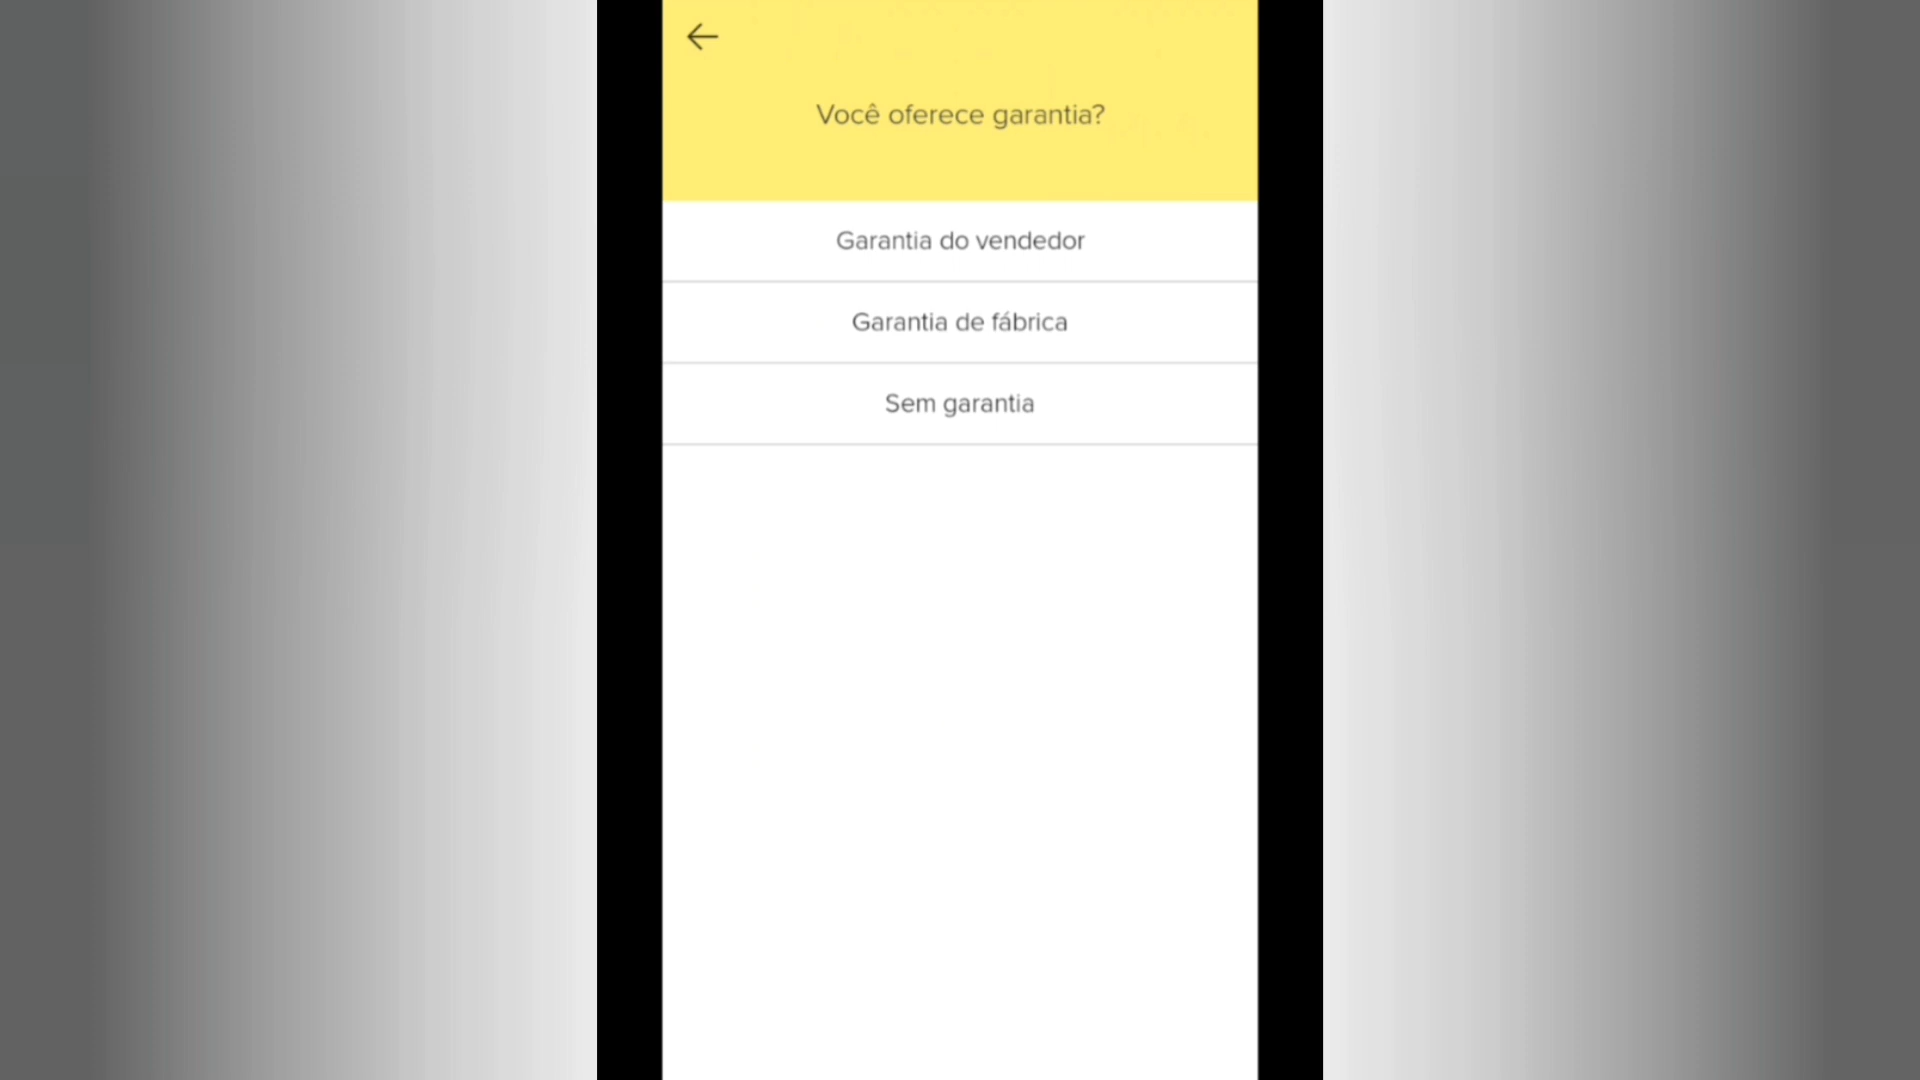 Você oferece garantia?
Garantia do vendedor
Garantia de fábrica
Sem garantia